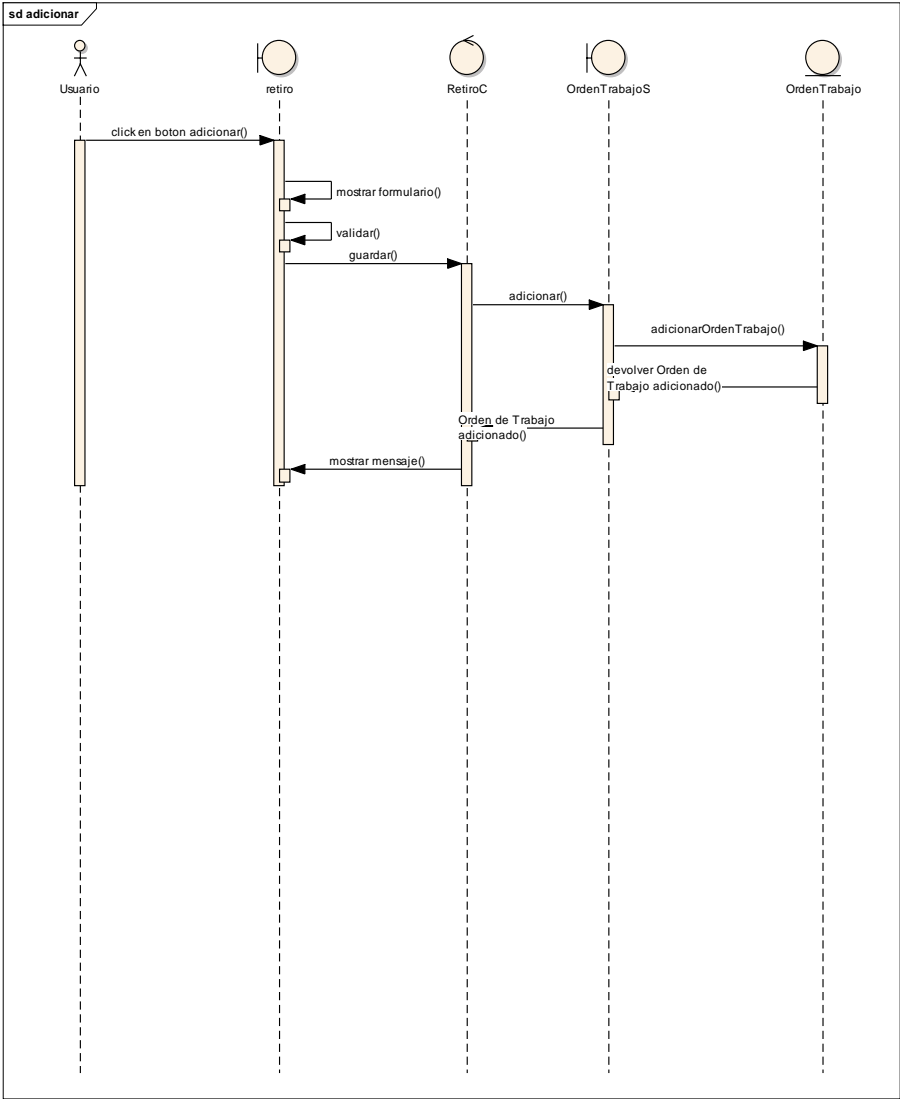 sd adicionar
Usuario
retiro
RetiroC
OrdenTrabajoS
OrdenTrabajo
click en boton adicionar()
mostrar formulario()
validar()
guardar()
adicionar()
adicionarOrdenTrabajo()
devolver Orden de
Trabajo adicionado()
Orden de Trabajo
adicionado()
mostrar mensaje()